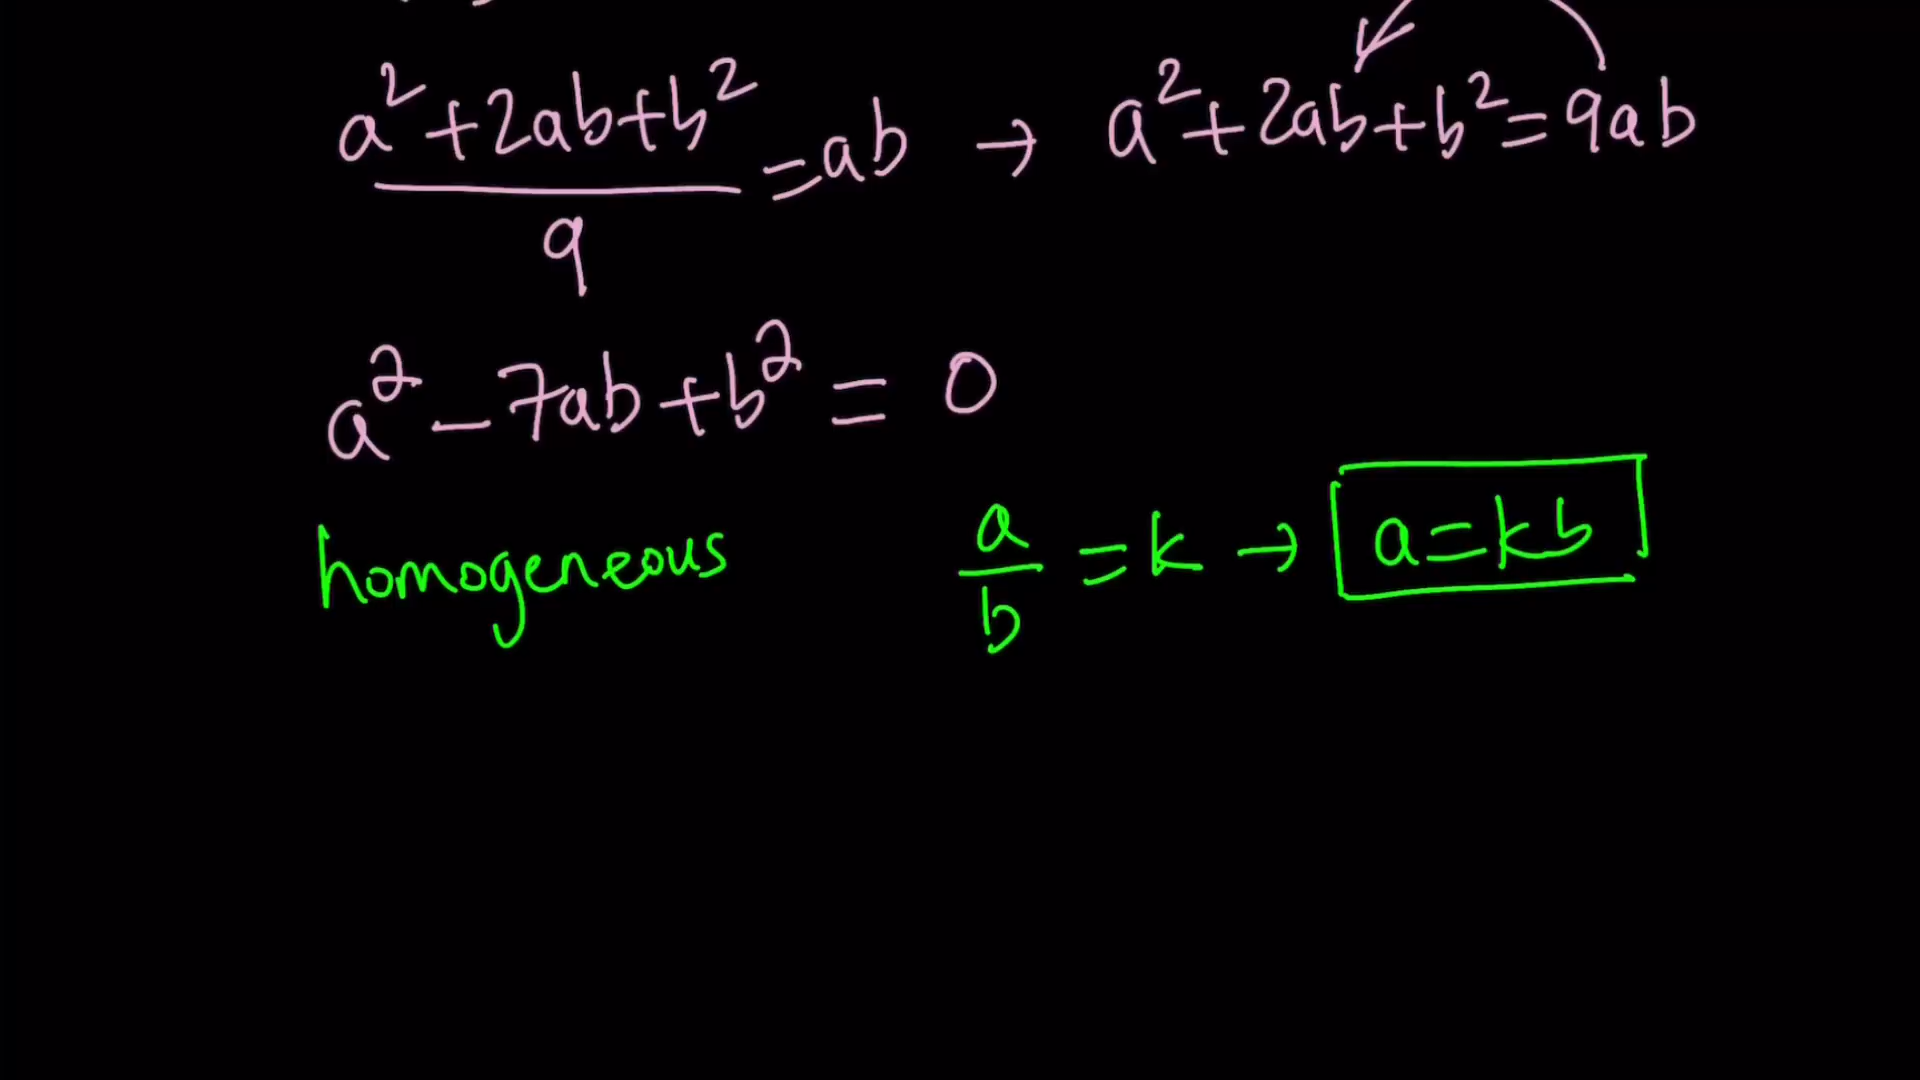 a²+2ab+b² / 9 = ab → a²+2ab+b²=9ab
a² − 7ab + b² = 0
homogeneous a/b = k → a=kb